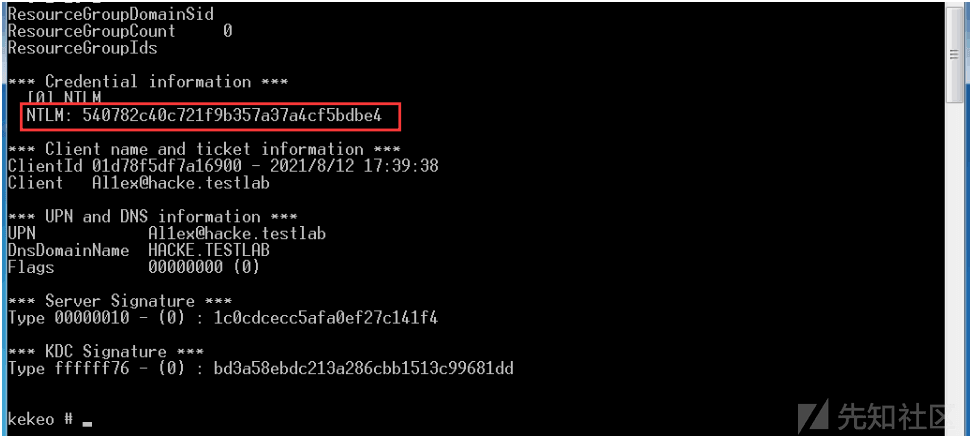 ResourceGroupDomainSid
ResourceGroupCount 0
ResourceGroupIds
*** Credential information ***
[0] NTLM
NTLM: 540782c40c721f9b357a37a4cf5bdbe4
*** Client name and ticket information ***
ClientId 01d78f5df7a16900 - 2021/8/12 17:39:38
Client Al1ex@hacke.testlab
*** UPN and DNS information ***
UPN Al1ex@hacke.testlab
DnsDomainName HACKE.TESTLAB
Flags 00000000 (0)
*** Server Signature ***
Type 00000010 - (0) : 1c0cdcecc5afa0ef27c141f4
*** KDC Signature ***
Type ffffff76 - (0) : bd3a58ebdc213a286cbb1513c99681dd
kekeo #
先知社区